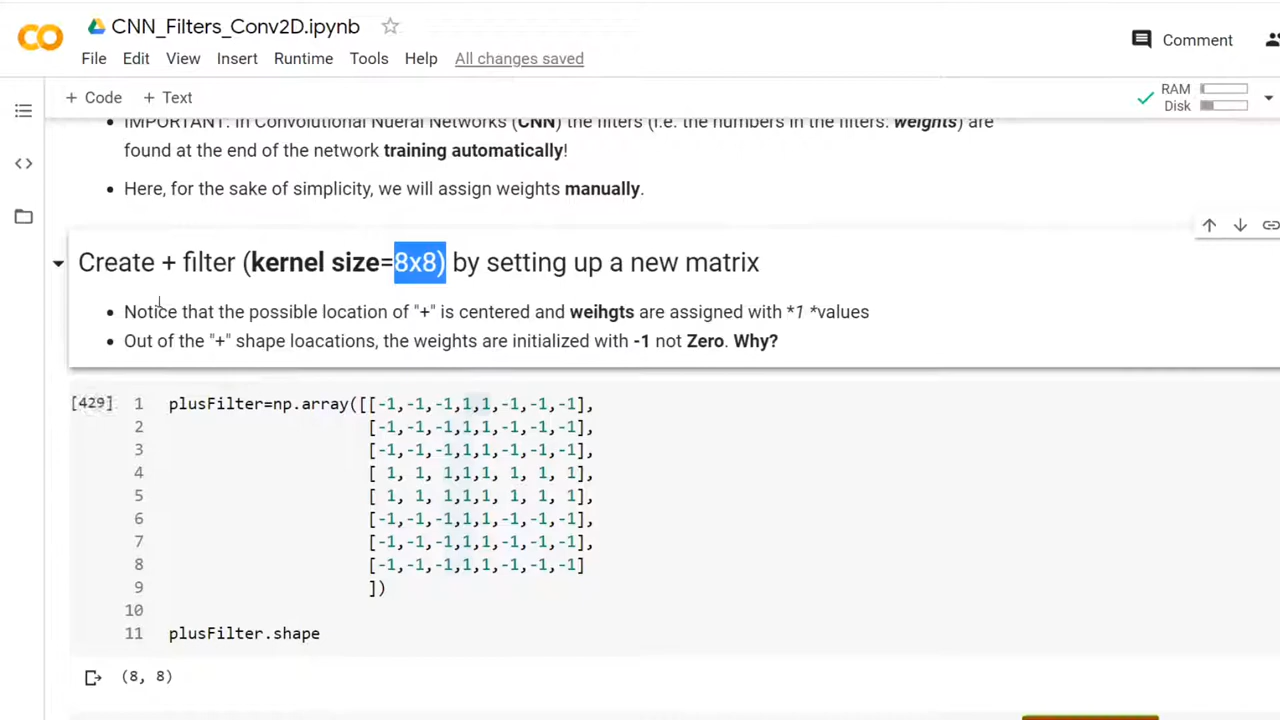 CNN_Filters_Conv2D.ipynb
File Edit View Insert Runtime Tools Help All changes saved
Comment
+ Code + Text
RAM
Disk
• IMPORTANT: In Convolutional Nueral Networks (CNN) the filters (i.e. the numbers in the filters: weights) are
found at the end of the network training automatically!
• Here, for the sake of simplicity, we will assign weights manually.
Create + filter (kernel size=8x8) by setting up a new matrix
• Notice that the possible location of "+" is centered and weihgts are assigned with *1 *values
• Out of the "+" shape loacations, the weights are initialized with -1 not Zero. Why?
[429] 1 plusFilter=np.array([[-1,-1,-1,1,1,-1,-1,-1],
2 [-1,-1,-1,1,1,-1,-1,-1],
3 [-1,-1,-1,1,1,-1,-1,-1],
4 [ 1, 1, 1,1,1, 1, 1, 1],
5 [ 1, 1, 1,1,1, 1, 1, 1],
6 [-1,-1,-1,1,1,-1,-1,-1],
7 [-1,-1,-1,1,1,-1,-1,-1],
8 [-1,-1,-1,1,1,-1,-1,-1]
9 ])
10
11 plusFilter.shape
(8, 8)